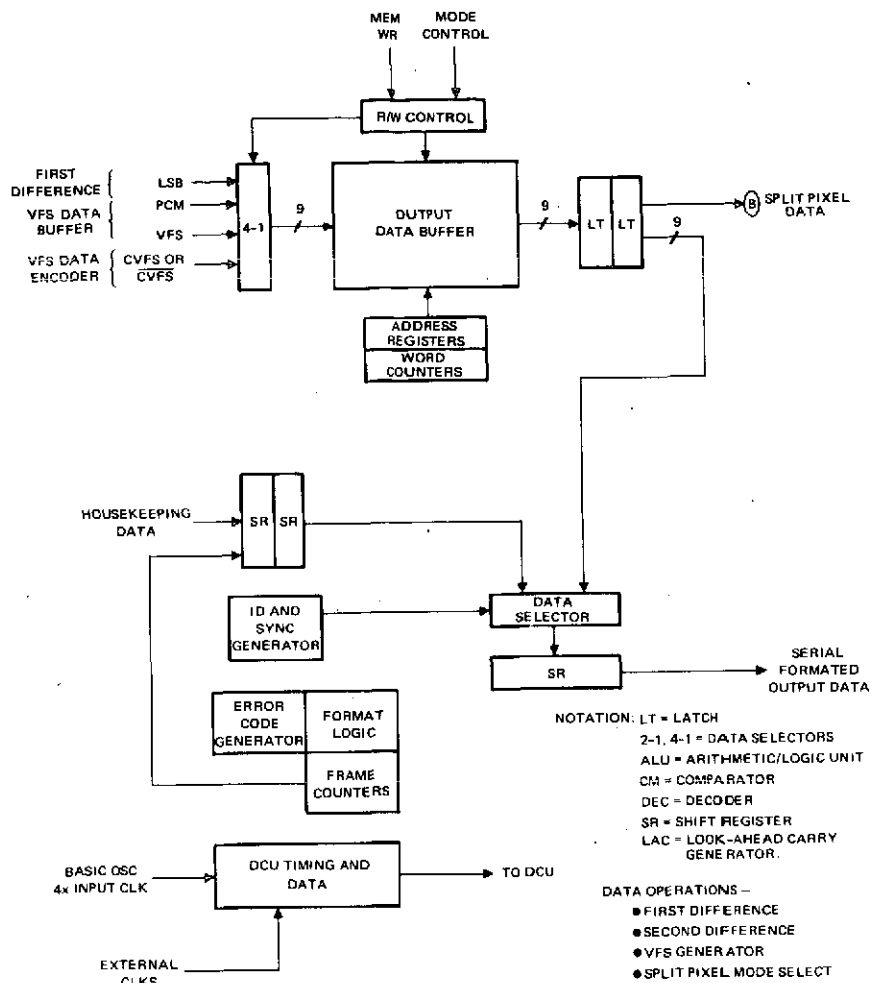 MEM
WR
MODE
CONTROL
R/W CONTROL
FIRST
DIFFERENCE
LSB
VFS DATA
BUFFER
PCM
VFS
VFS DATA
ENCODER
CVFS OR
CVFS
4-1
9
OUTPUT
DATA BUFFER
9
LT
LT
9
B
SPLIT PIXEL
DATA
ADDRESS
REGISTERS
WORD
COUNTERS
HOUSEKEEPING
DATA
SR
SR
ID AND
SYNC
GENERATOR
DATA
SELECTOR
SR
SERIAL
FORMATED
OUTPUT DATA
ERROR
CODE
GENERATOR
FORMAT
LOGIC
FRAME
COUNTERS
BASIC OSC
4x INPUT CLK
DCU TIMING AND
DATA
TO DCU
EXTERNAL
CLKS
NOTATION: LT = LATCH
2-1, 4-1 = DATA SELECTORS
ALU = ARITHMETIC/LOGIC UNIT
CM = COMPARATOR
DEC = DECODER
SR = SHIFT REGISTER
LAC = LOOK-AHEAD CARRY
GENERATOR.
DATA OPERATIONS –
● FIRST DIFFERENCE
● SECOND DIFFERENCE
● VFS GENERATOR
● SPLIT PIXEL MODE SELECT